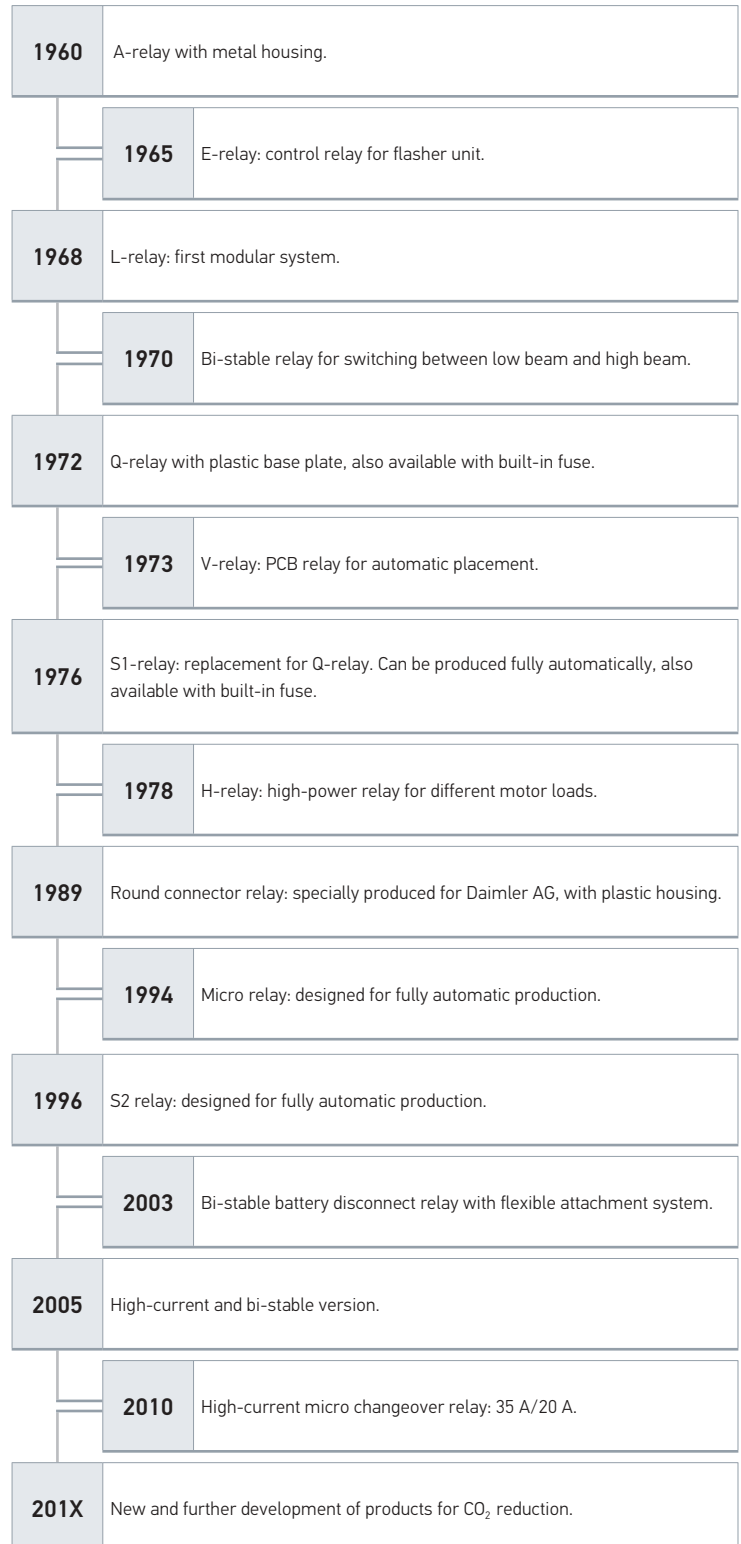 1960
A-relay with metal housing.
1965
E-relay: control relay for flasher unit.
1968
L-relay: first modular system.
1970
Bi-stable relay for switching between low beam and high beam.
1972
Q-relay with plastic base plate, also available with built-in fuse.
1973
V-relay: PCB relay for automatic placement.
1976
S1-relay: replacement for Q-relay. Can be produced fully automatically, also
available with built-in fuse.
1978
H-relay: high-power relay for different motor loads.
1989
Round connector relay: specially produced for Daimler AG, with plastic housing.
1994
Micro relay: designed for fully automatic production.
1996
S2 relay: designed for fully automatic production.
2003
Bi-stable battery disconnect relay with flexible attachment system.
2005
High-current and bi-stable version.
2010
High-current micro changeover relay: 35 A/20 A.
201X
New and further development of products for CO₂ reduction.